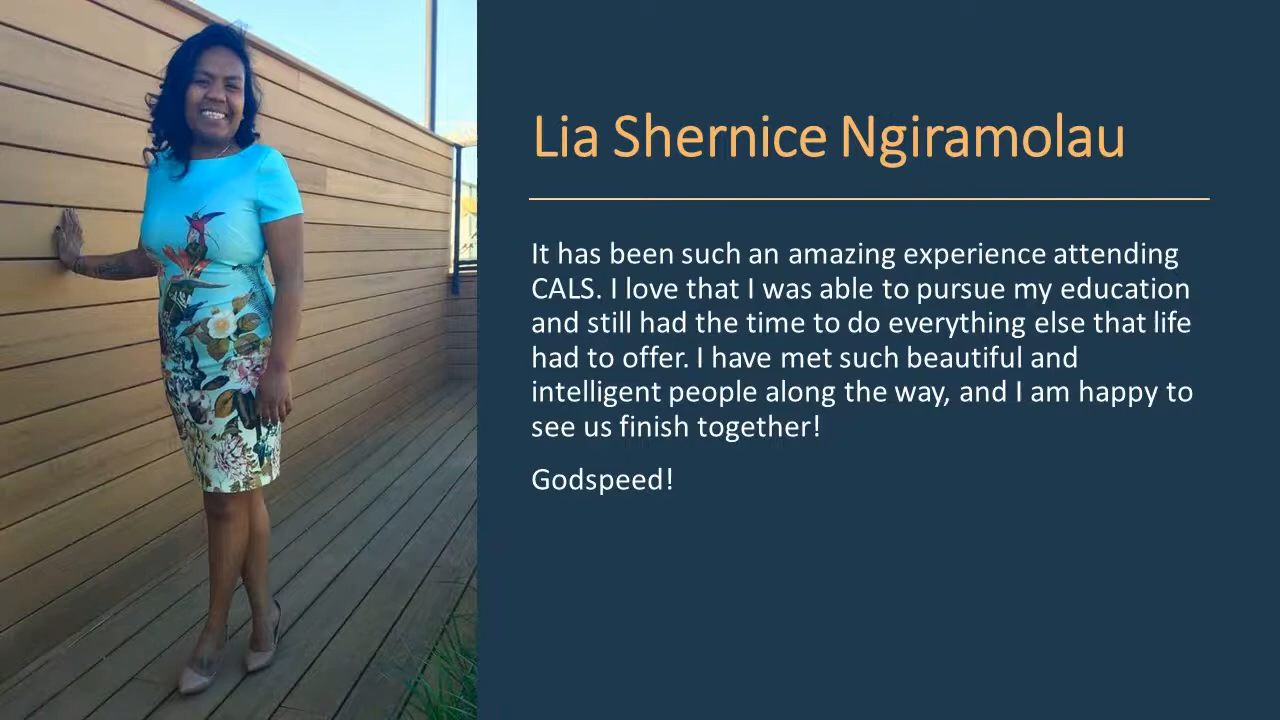 Lia Shernice Ngiramolau
It has been such an amazing experience attending
CALS. I love that I was able to pursue my education
and still had the time to do everything else that life
had to offer. I have met such beautiful and
intelligent people along the way, and I am happy to
see us finish together!
Godspeed!